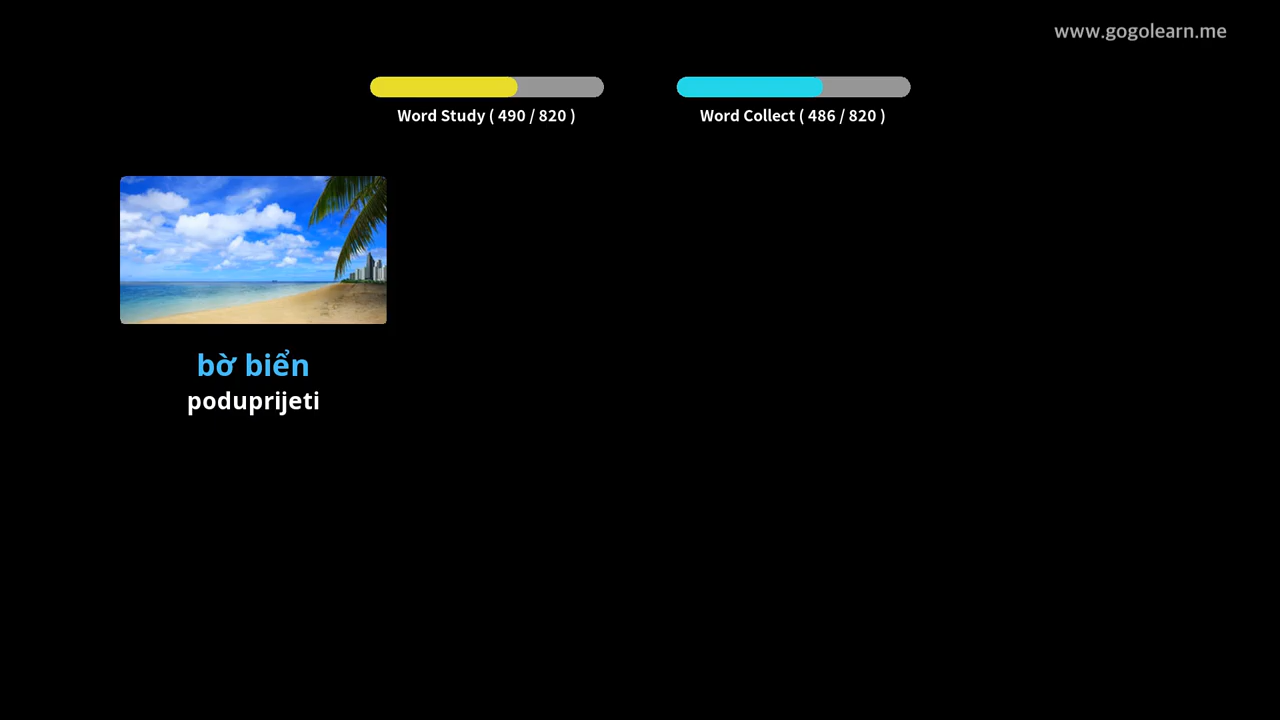 www.gogolearn.me
Word Study ( 490 / 820 )
Word Collect ( 486 / 820 )
bờ biển
poduprijeti